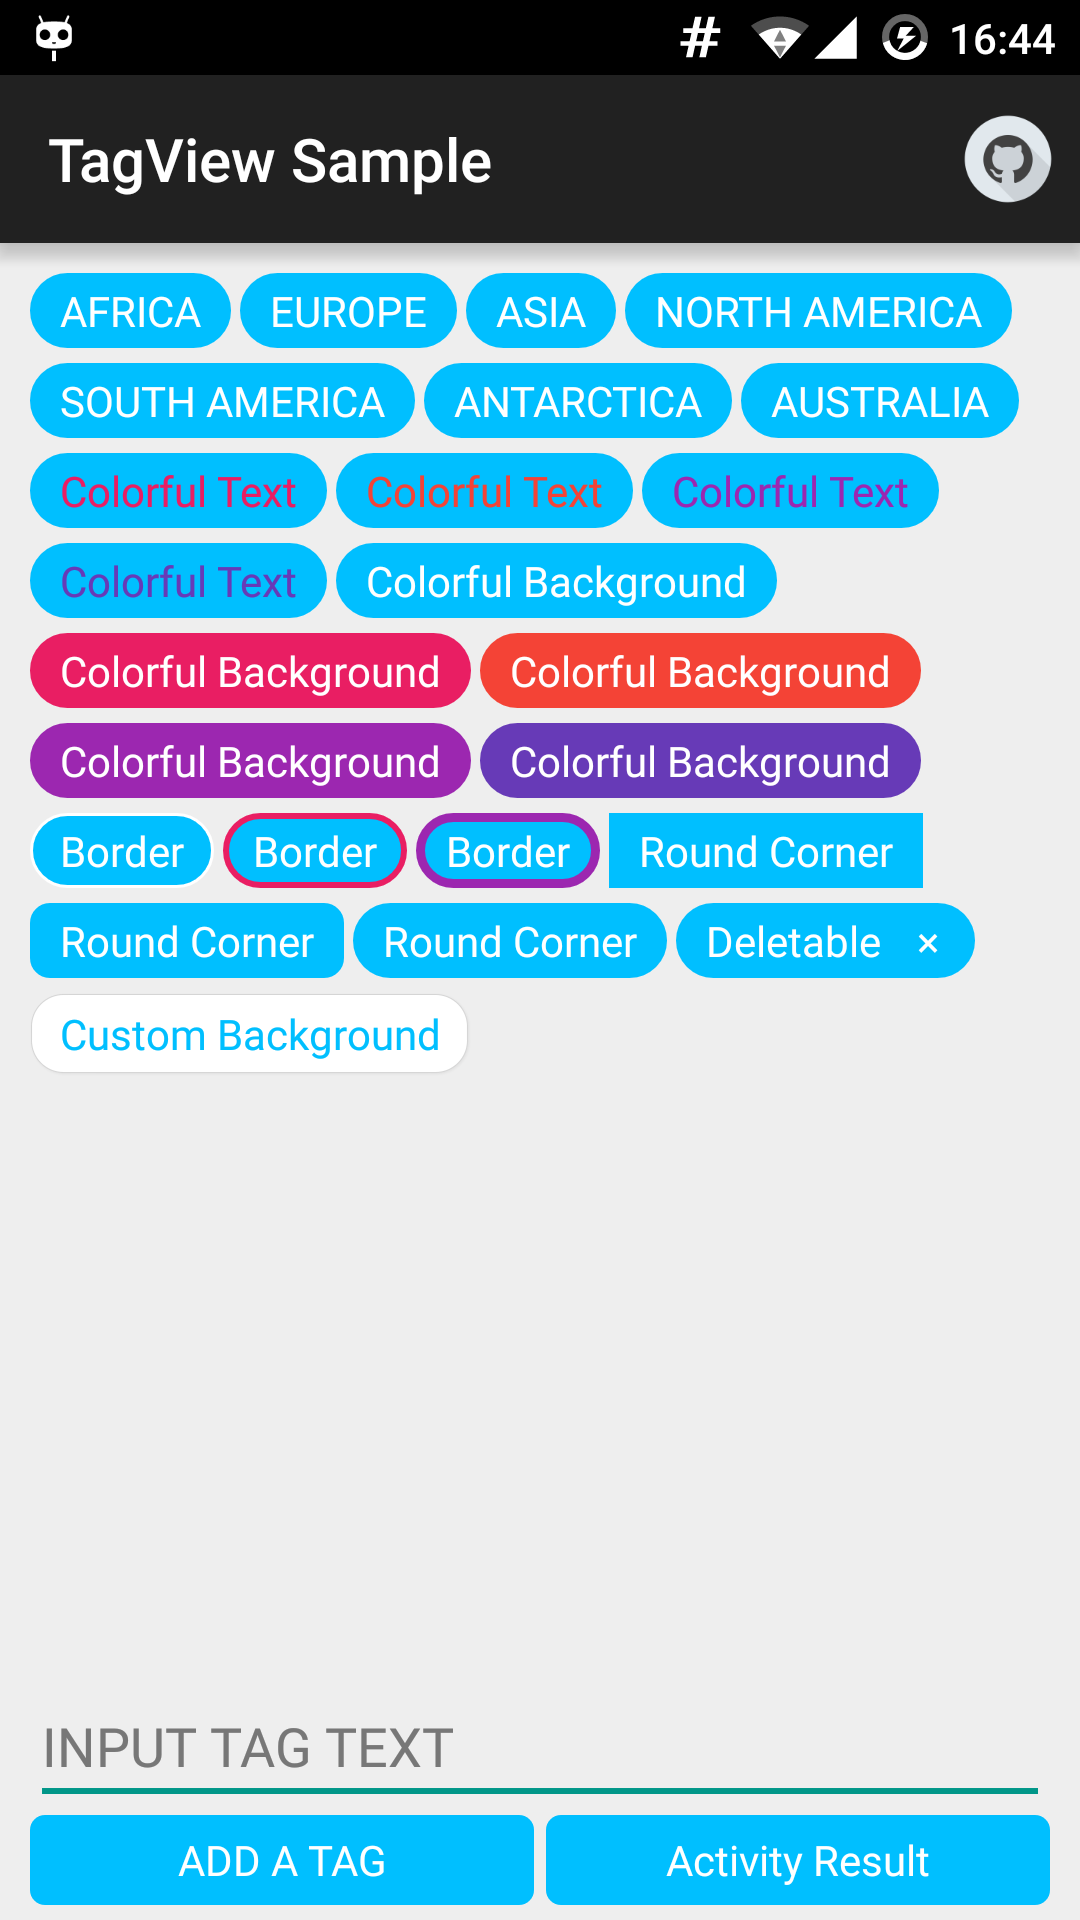 # 16:44
TagView Sample
AFRICA EUROPE ASIA NORTH AMERICA
SOUTH AMERICA ANTARCTICA AUSTRALIA
Colorful Text Colorful Text Colorful Text
Colorful Text Colorful Background
Colorful Background Colorful Background
Colorful Background Colorful Background
Border Border Border Round Corner
Round Corner Round Corner Deletable ×
Custom Background
INPUT TAG TEXT
ADD A TAG Activity Result